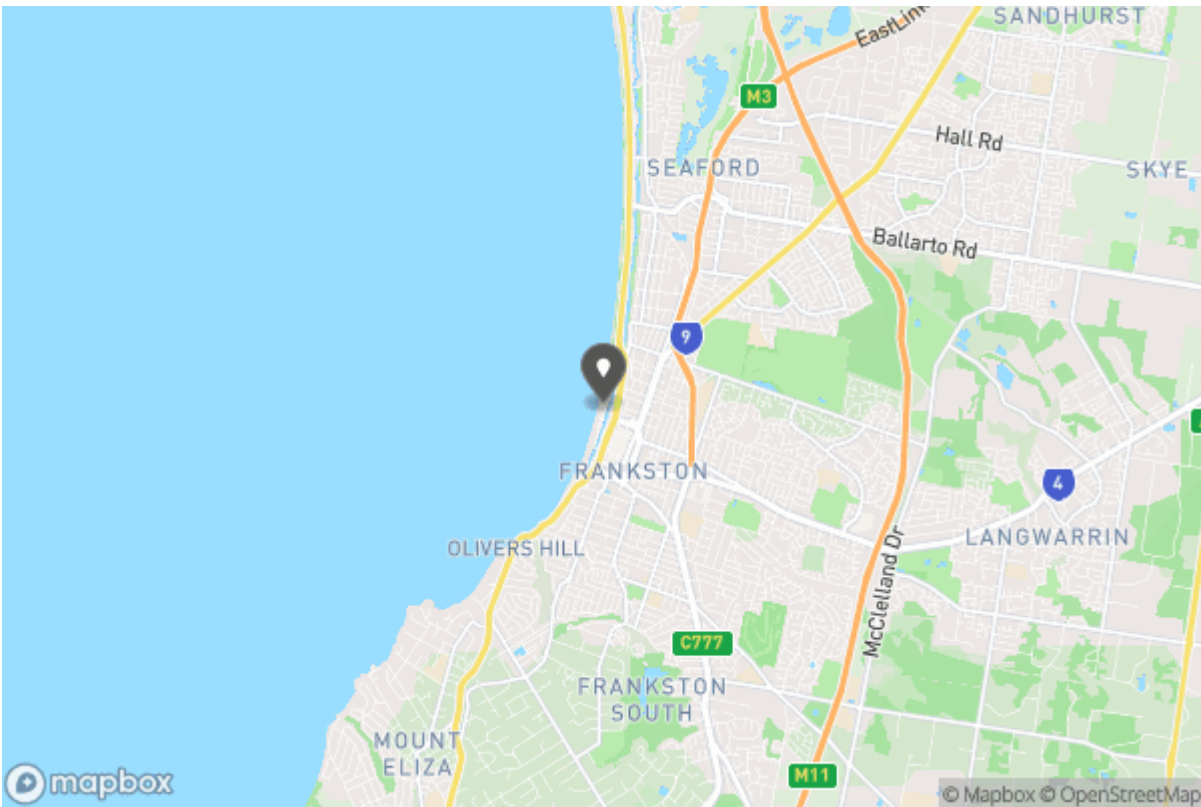 SANDHURST
EastLink
M3
Hall Rd
SEAFORD
SKYE
Ballarto Rd
9
FRANKSTON
4
LANGWARRIN
OLIVERS HILL
McClelland Dr
C777
FRANKSTON
SOUTH
MOUNT
ELIZA
M11
mapbox
© Mapbox © OpenStreetMap